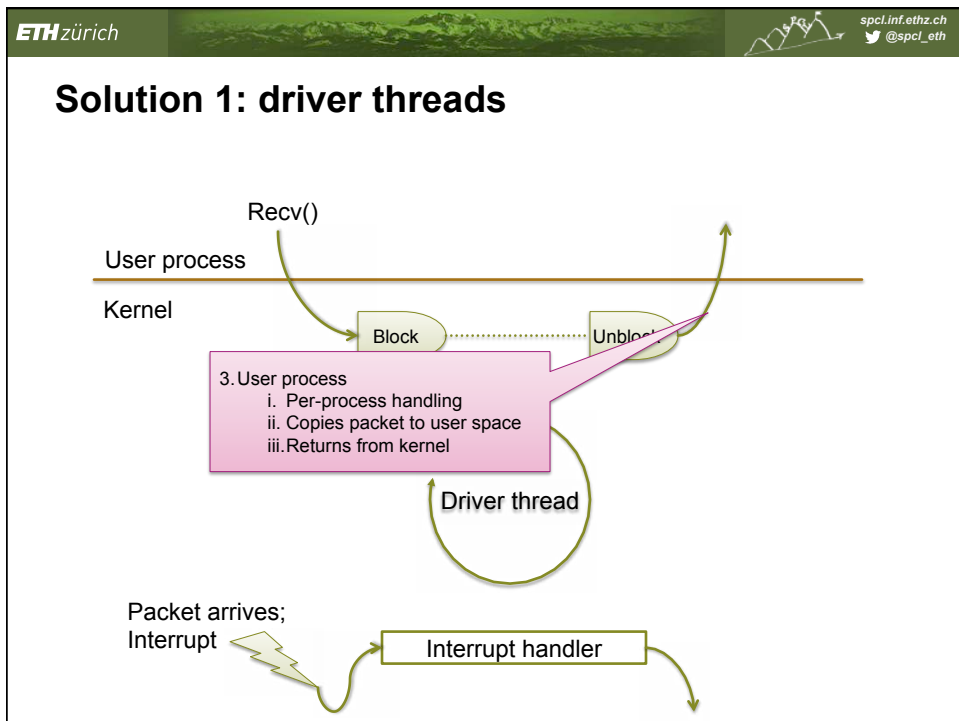 ETH zürich
spcl.inf.ethz.ch
@spcl_eth
Solution 1: driver threads
Recv()
User process
Kernel
Block
Unblock
3. User process
i. Per-process handling
ii. Copies packet to user space
iii. Returns from kernel
Driver thread
Packet arrives;
Interrupt
Interrupt handler